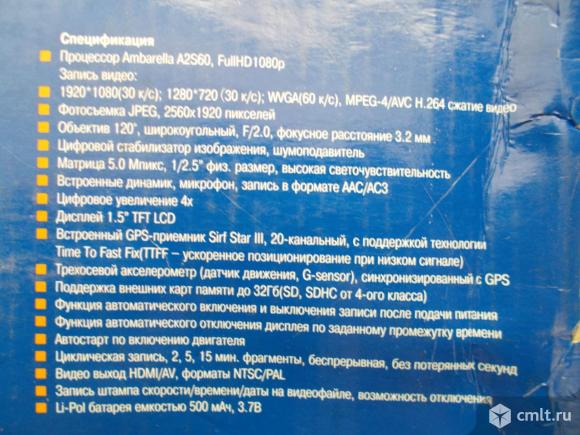 Спецификация
Процессор Ambarella A2S60, FullHD1080p
Запись видео:
1920*1080(30 к/с); 1280*720 (30 к/с); WVGA(60 к/с), MPEG-4/AVC H.264 сжатие видео
Фотосъемка JPEG, 2560x1920 пикселей
Объектив 120°, широкоугольный, F/2.0, фокусное расстояние 3.2 мм
Цифровой стабилизатор изображения, шумоподавитель
Матрица 5.0 Мпикс, 1/2.5" физ. размер, высокая светочувствительность
Встроенные динамик, микрофон, запись в формате AAC/AC3
Цифровое увеличение 4x
Дисплей 1.5" TFT LCD
Встроенный GPS-приемник Sirf Star III, 20-канальный, с поддержкой технологии
Time To Fast Fix(TTFF - ускоренное позиционирование при низком сигнале)
Трехосевой акселерометр (датчик движения, G-sensor), синхронизированный с GPS
Поддержка внешних карт памяти до 32Гб(SD, SDHC от 4-ого класса)
Функция автоматического включения и выключения записи после подачи питания
Функция автоматического отключения дисплея по заданному промежутку времени
Автостарт по включению двигателя
Циклическая запись, 2, 5, 15 мин. фрагменты, беспрерывная, без потерянных секунд
Видео выход HDMI/AV, форматы NTSC/PAL
Запись штампа скорости/времени/даты на видеофайле, возможность отключения
Li-Pol батарея емкостью 500 мАч, 3.7В
cmlt.ru